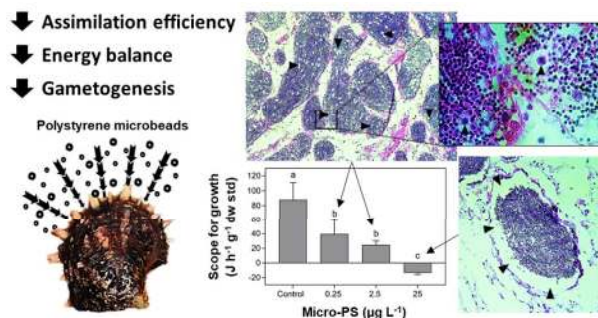 Assimilation efficiency
Energy balance
Gametogenesis
Polystyrene microbeads
Scope for growth
(J h⁻¹ g⁻¹ dw std)
120
100
80
60
40
20
0
-20
a
b
b
c
Control
0.25
2.5
25
Micro-PS (µg L⁻¹)